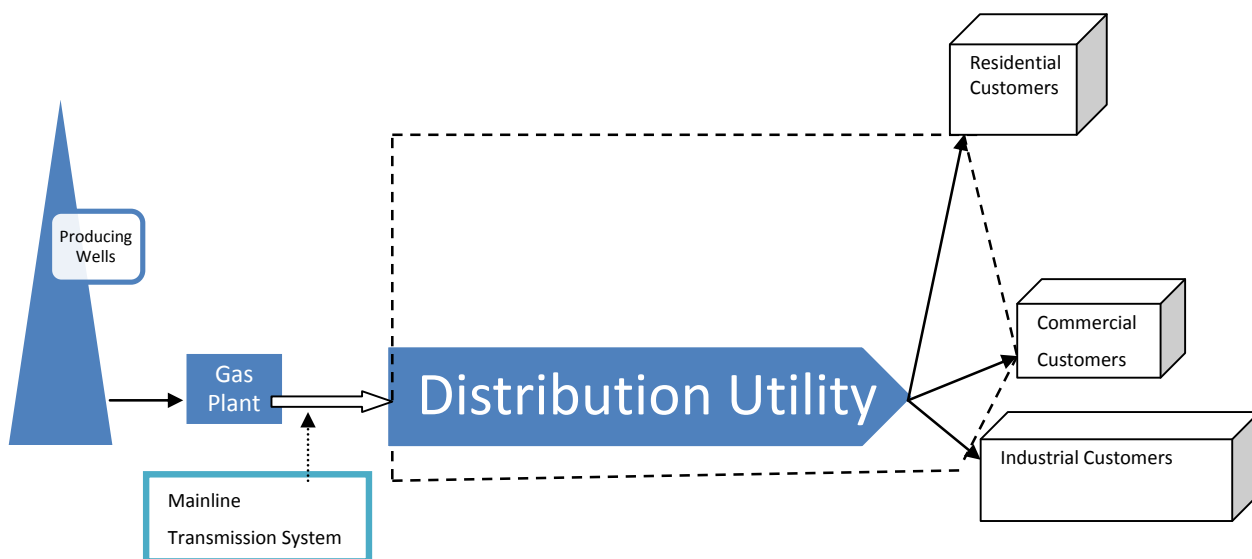 Residential
Customers
Producing
Wells
Commercial
Customers
Gas
Plant
Distribution Utility
Industrial Customers
Mainline
Transmission System